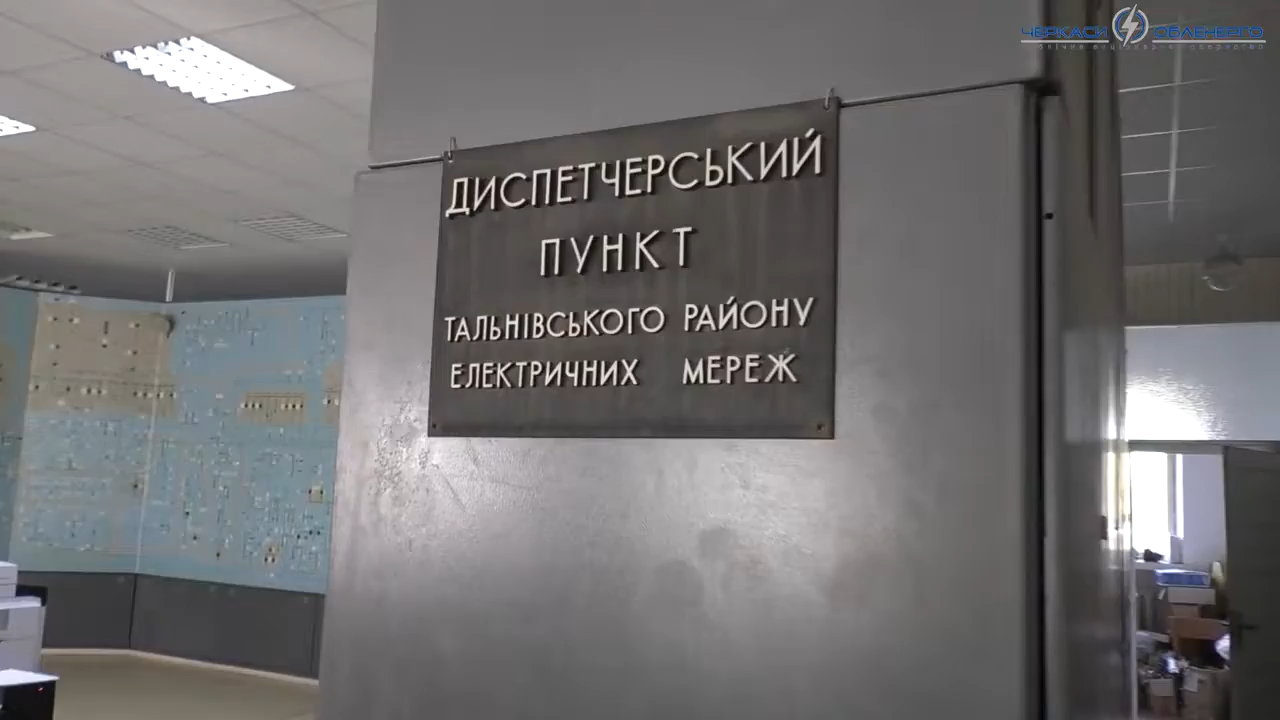 ЧЕРКАСИ ОБЛЕНЕРГО
ДИСПЕТЧЕРСЬКИЙ
ПУНКТ
ТАЛЬНІВСЬКОГО РАЙОНУ
ЕЛЕКТРИЧНИХ МЕРЕЖ